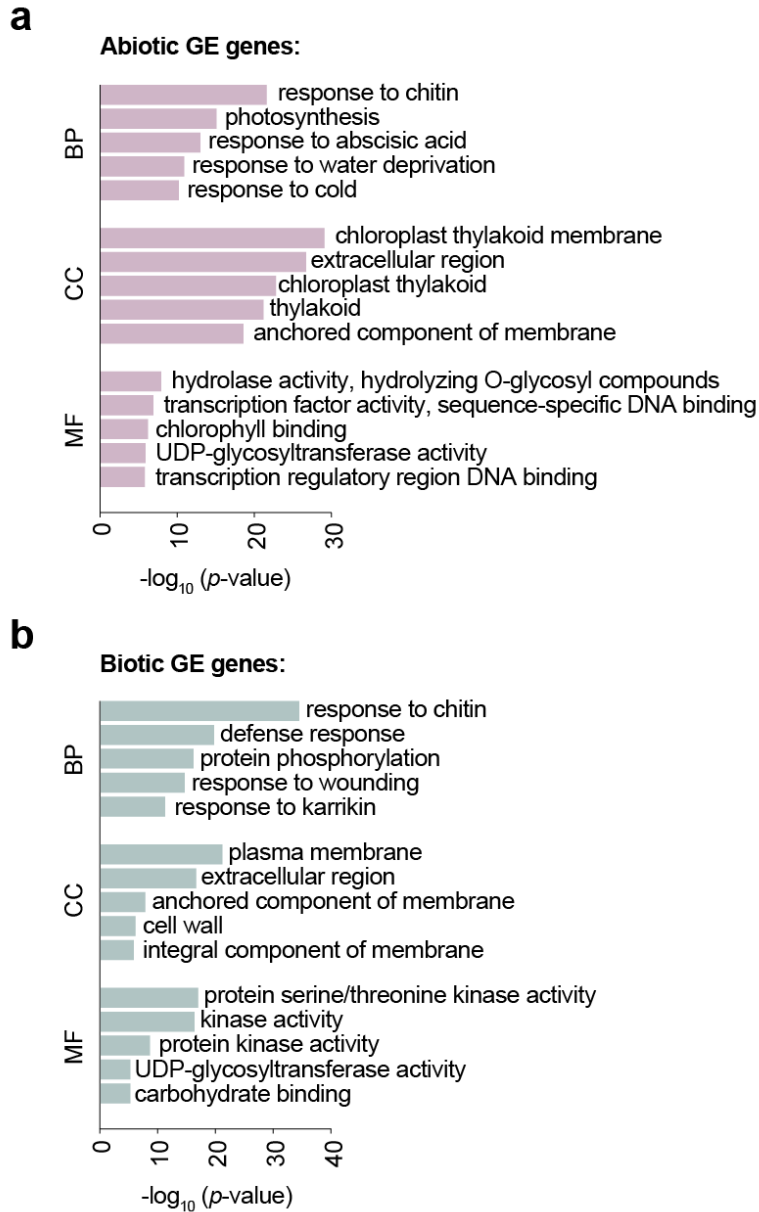 a
Abiotic GE genes:
BP
response to chitin
photosynthesis
response to abscisic acid
response to water deprivation
response to cold
CC
chloroplast thylakoid membrane
extracellular region
chloroplast thylakoid
thylakoid
anchored component of membrane
MF
hydrolase activity, hydrolyzing O-glycosyl compounds
transcription factor activity, sequence-specific DNA binding
chlorophyll binding
UDP-glycosyltransferase activity
transcription regulatory region DNA binding
0 10 20 30
-log10 (p-value)
b
Biotic GE genes:
BP
response to chitin
defense response
protein phosphorylation
response to wounding
response to karrikin
CC
plasma membrane
extracellular region
anchored component of membrane
cell wall
integral component of membrane
MF
protein serine/threonine kinase activity
kinase activity
protein kinase activity
UDP-glycosyltransferase activity
carbohydrate binding
0 10 20 30 40
-log10 (p-value)